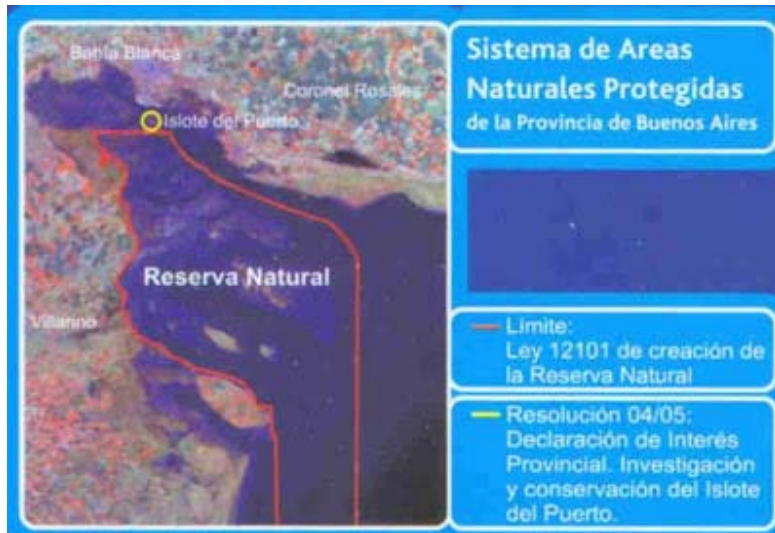 Bahía Blanca
Coronel Rosales
Islote del Puerto
Reserva Natural
Villarino
Sistema de Areas
Naturales Protegidas
de la Provincia de Buenos Aires
Límite:
Ley 12101 de creación de
la Reserva Natural
Resolución 04/05:
Declaración de Interés
Provincial. Investigación
y conservación del Islote
del Puerto.